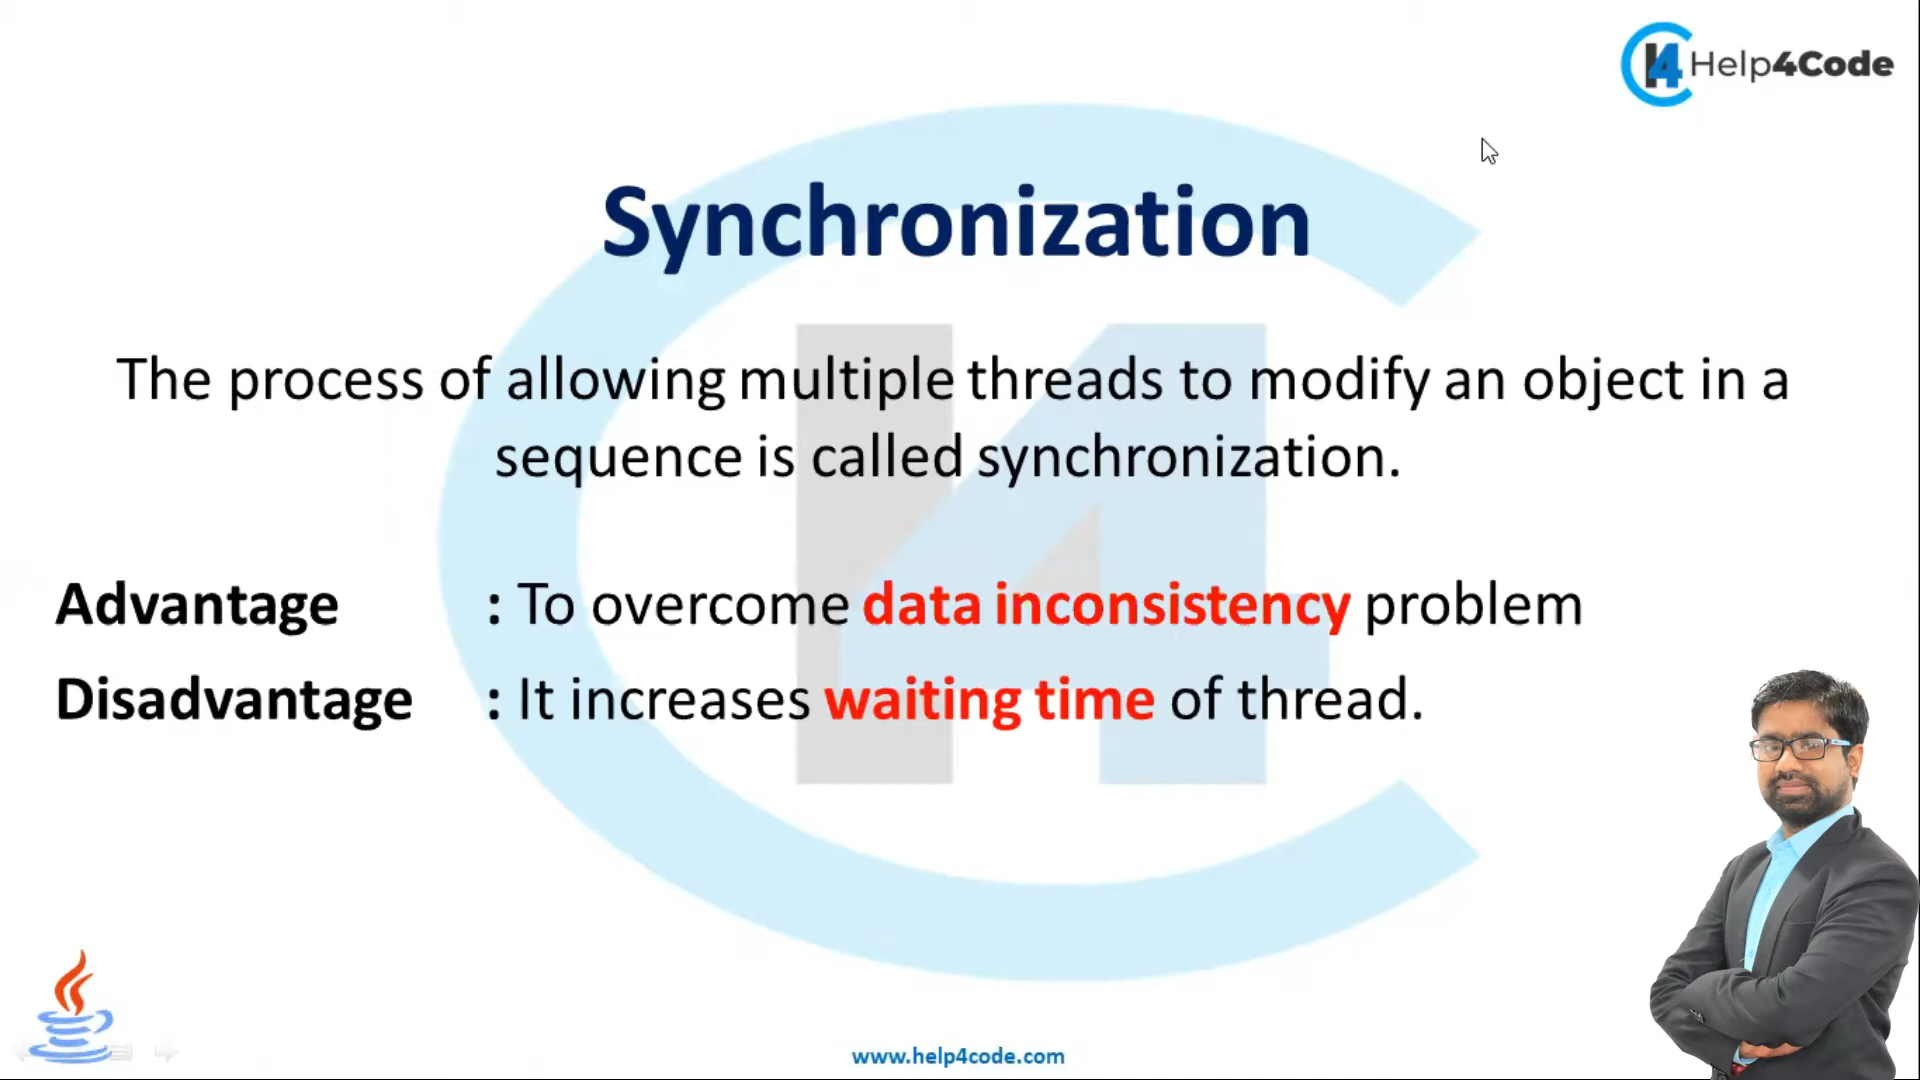 Help4Code
Synchronization
The process of allowing multiple threads to modify an object in a
sequence is called synchronization.
Advantage : To overcome data inconsistency problem
Disadvantage : It increases waiting time of thread.
www.help4code.com